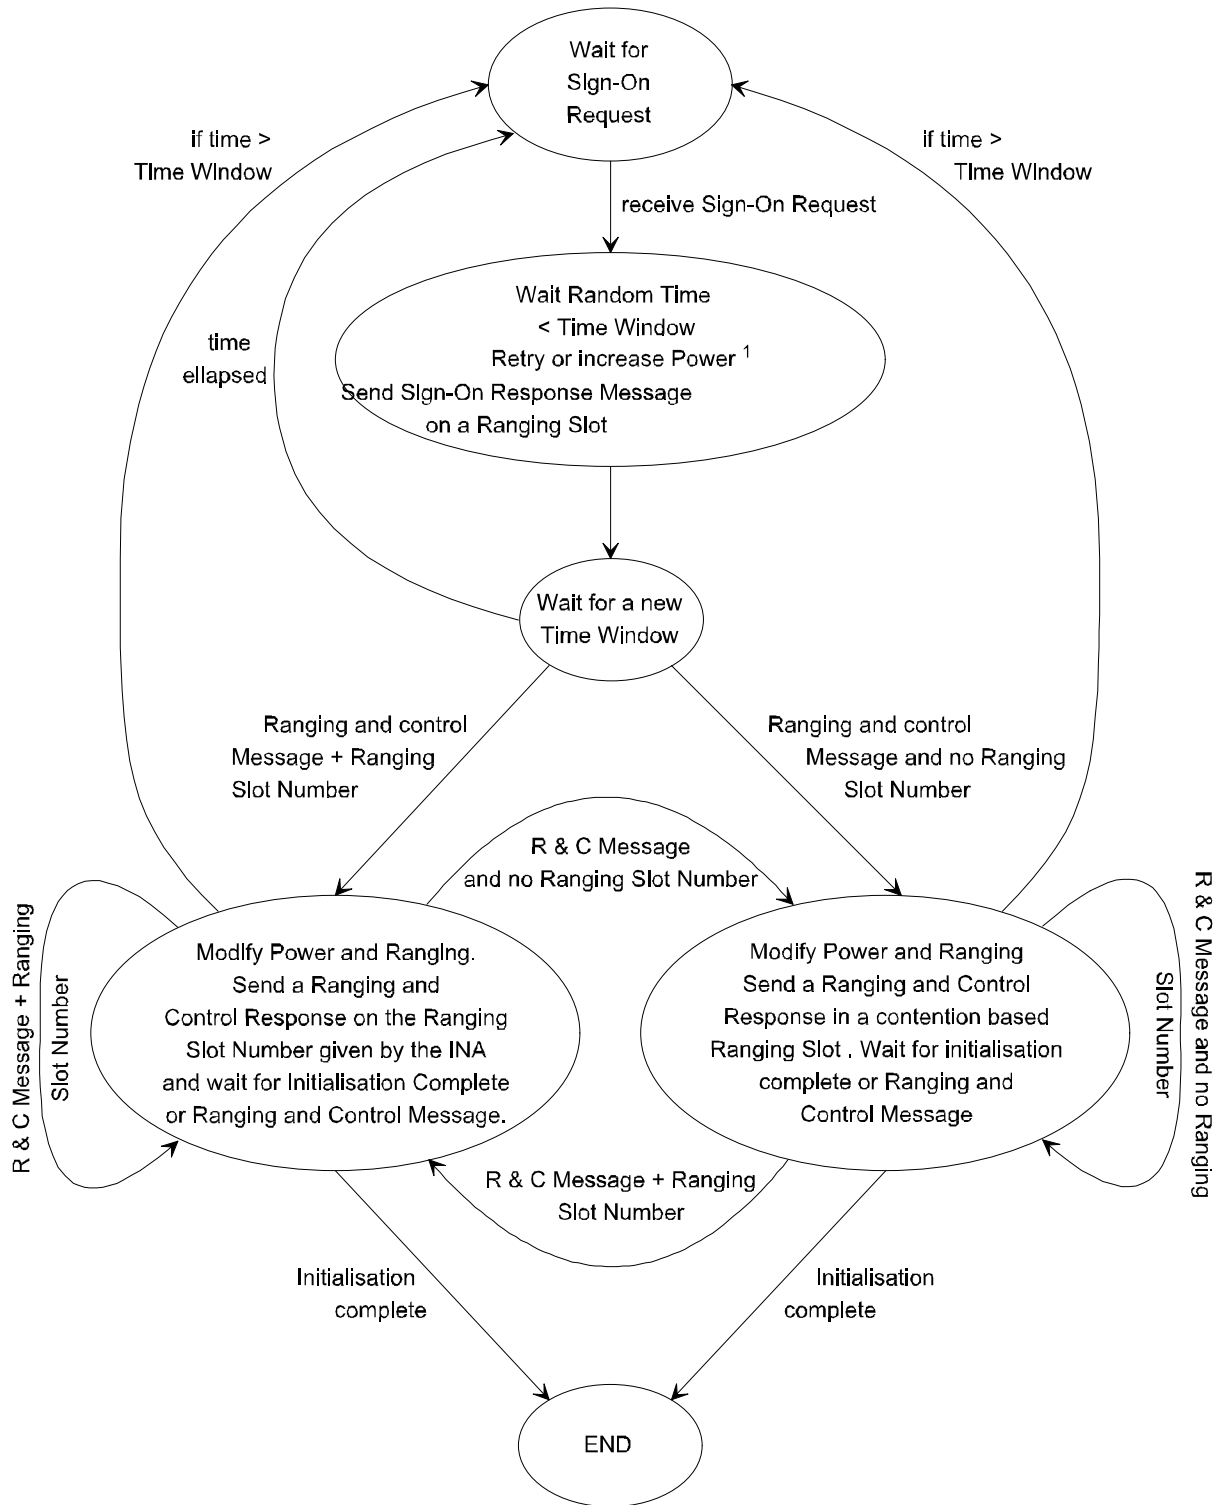 Wait for
SIgn-On
Request
if time >
TIme WIndow
if time >
TIme WIndow
receive Sign-On Request
Wait Random Time
< Time Window
Retry or increase Power 1
Send SIgn-On Response Message
on a Ranging Slot
time
ellapsed
Wait for a new
Time Window
Ranging and control
Message + Ranging
Slot Number
Ranging and control
Message and no Ranging
Slot Number
R & C Message
and no Ranging Slot Number
R & C Message + Ranging
Slot Number
ModIfy Power and RangIng.
Send a Ranging and
Control Response on the Ranging
Slot Number given by the INA
and wait for Initialisation Complete
or Ranging and Control Message.
Modify Power and Ranging
Send a Ranging and Control
Response in a contention based
Ranging Slot . Wait for initialisation
complete or Ranging and
Control Message
R & C Message and no Ranging
Slot Number
R & C Message + Ranging
Slot Number
Initialisation
complete
Initialisation
complete
END